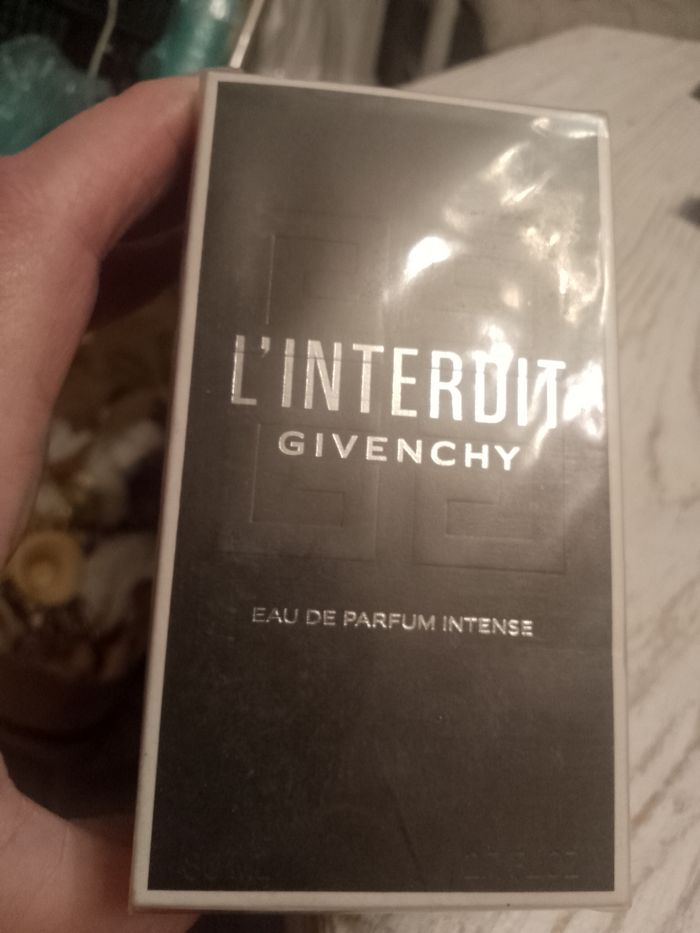 L'INTERDIT
GIVENCHY
EAU DE PARFUM INTENSE